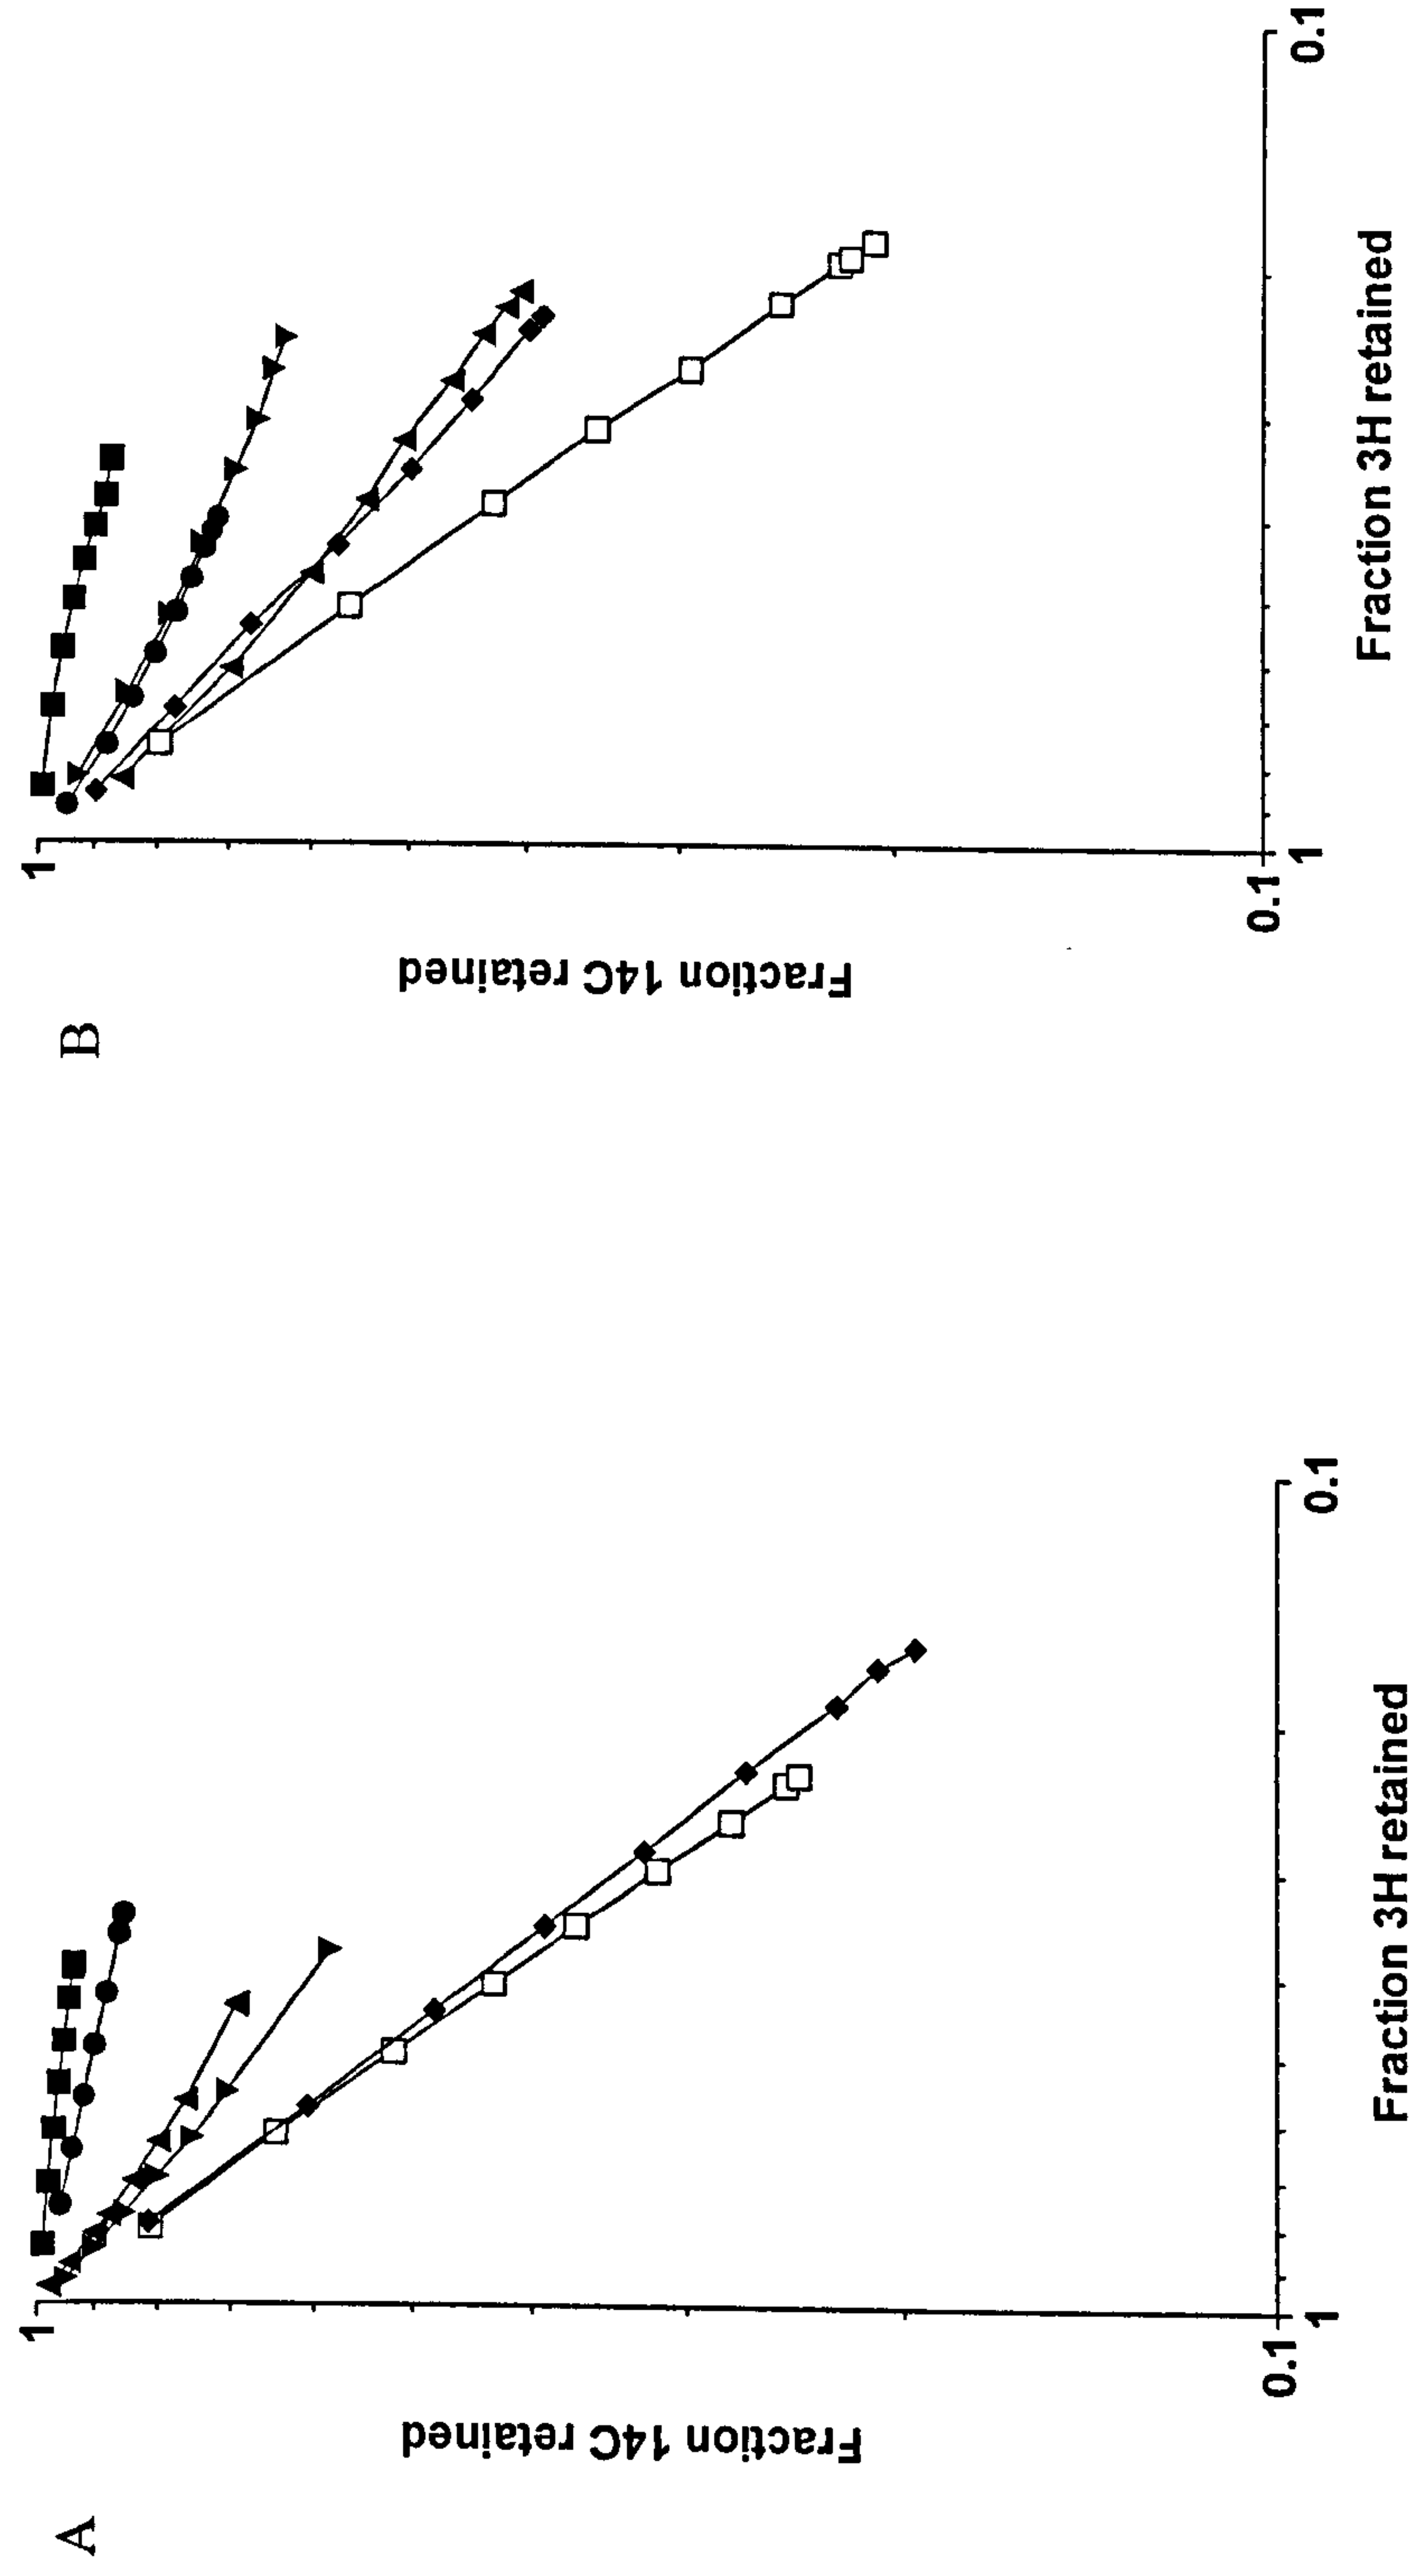 A
Fraction 14C retained
1
0.1
1
0.1
Fraction 3H retained
B
Fraction 14C retained
1
0.1
1
0.1
Fraction 3H retained